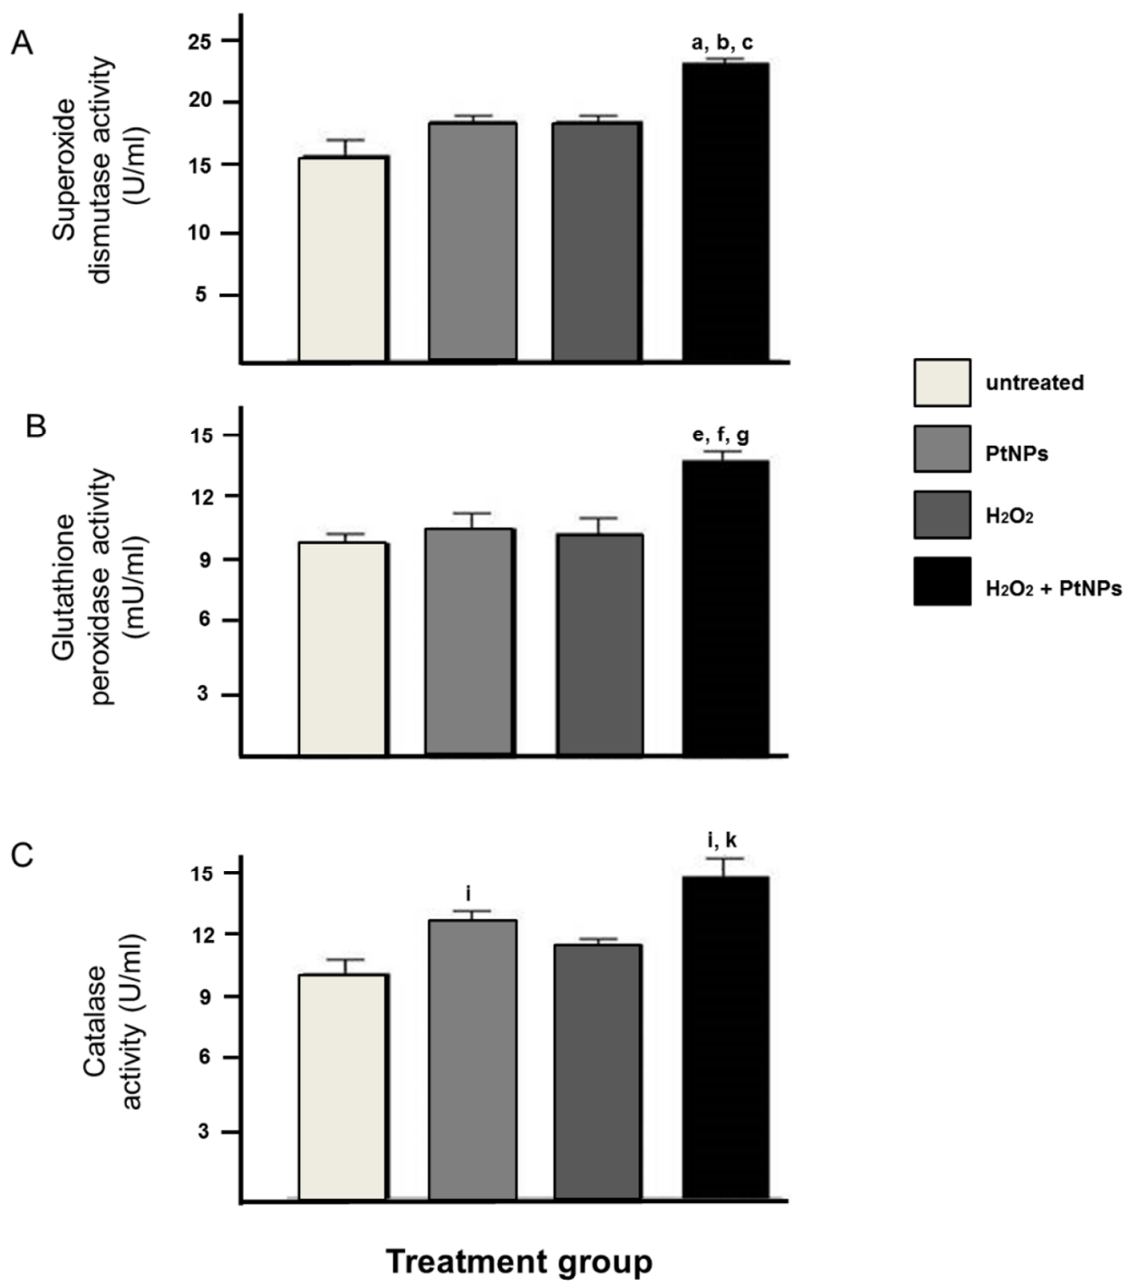 A
Superoxide
dismutase activity
(U/ml)
25
20
15
10
5
a, b, c
B
Glutathione
peroxidase activity
(mU/ml)
15
12
9
6
3
e, f, g
untreated
PtNPs
H₂O₂
H₂O₂ + PtNPs
C
Catalase
activity (U/ml)
15
12
9
6
3
i
i, k
Treatment group